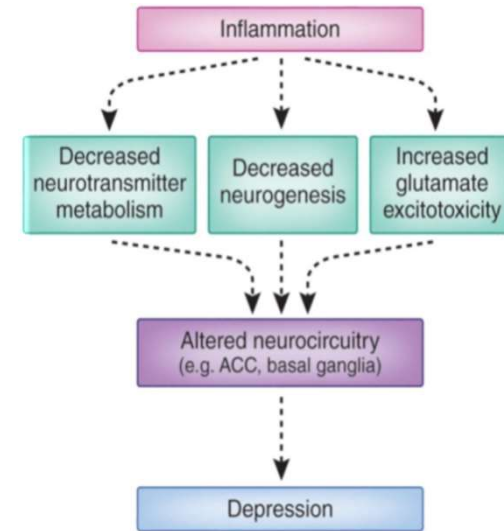 Inflammation
Decreased
neurotransmitter
metabolism
Decreased
neurogenesis
Increased
glutamate
excitotoxicity
Altered neurocircuitry
(e.g. ACC, basal ganglia)
Depression